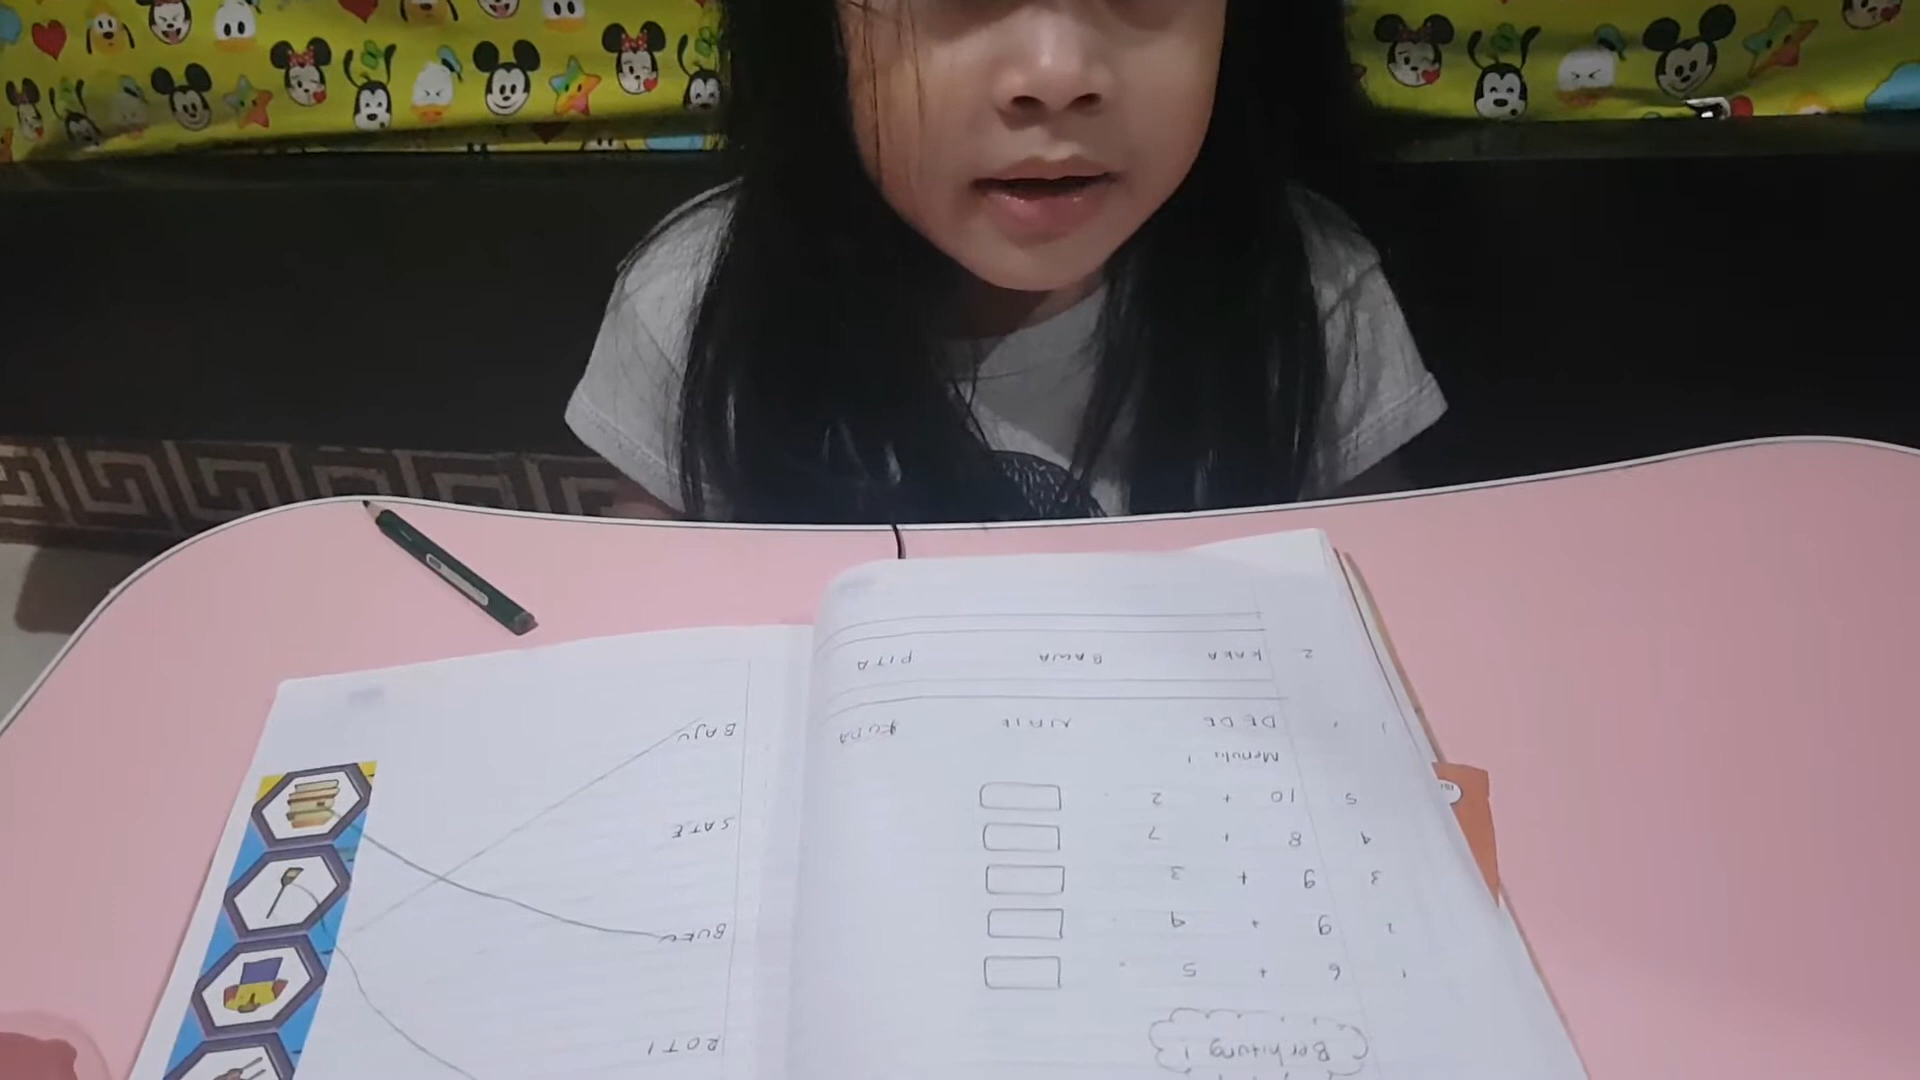 Berhitung !
1 6 + 5
2 9 + 4
3 9 + 3
4 8 + 7
5 10 + 2
Menulis !
1. DEDE NAIK KUDA
2 KAKA BAWA PITA
ROTI
BUKU
SATE
BAJU